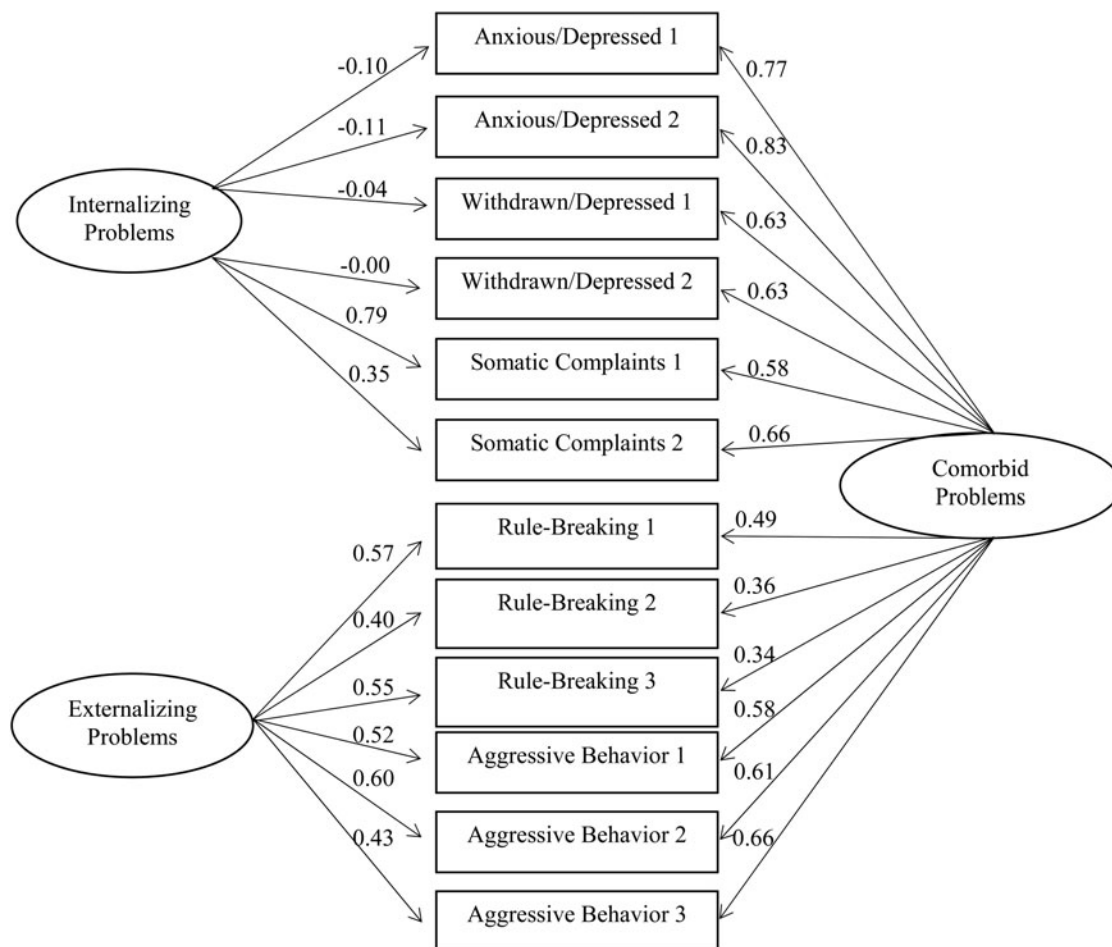 Anxious/Depressed 1
-0.10
0.77
Anxious/Depressed 2
-0.11
0.83
Internalizing
Problems
-0.04
Withdrawn/Depressed 1
0.63
-0.00
Withdrawn/Depressed 2
0.63
0.79
Somatic Complaints 1
0.58
0.35
Somatic Complaints 2
0.66
Comorbid
Problems
Rule-Breaking 1
0.49
0.57
Rule-Breaking 2
0.36
0.40
Rule-Breaking 3
0.34
0.55
Externalizing
Problems
0.58
0.52
Aggressive Behavior 1
0.61
0.60
Aggressive Behavior 2
0.66
0.43
Aggressive Behavior 3